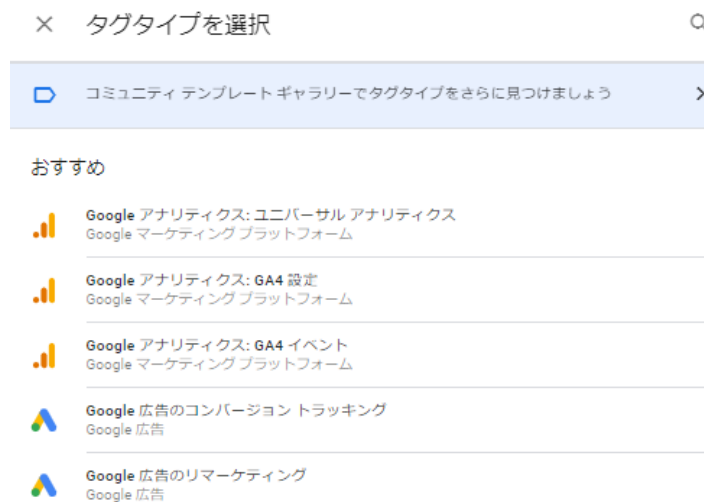 タグタイプを選択
コミュニティ テンプレート ギャラリーでタグタイプをさらに見つけましょう
おすすめ
Google アナリティクス: ユニバーサル アナリティクス
Google マーケティング プラットフォーム
Google アナリティクス: GA4 設定
Google マーケティング プラットフォーム
Google アナリティクス: GA4 イベント
Google マーケティング プラットフォーム
Google 広告のコンバージョン トラッキング
Google 広告
Google 広告のリマーケティング
Google 広告